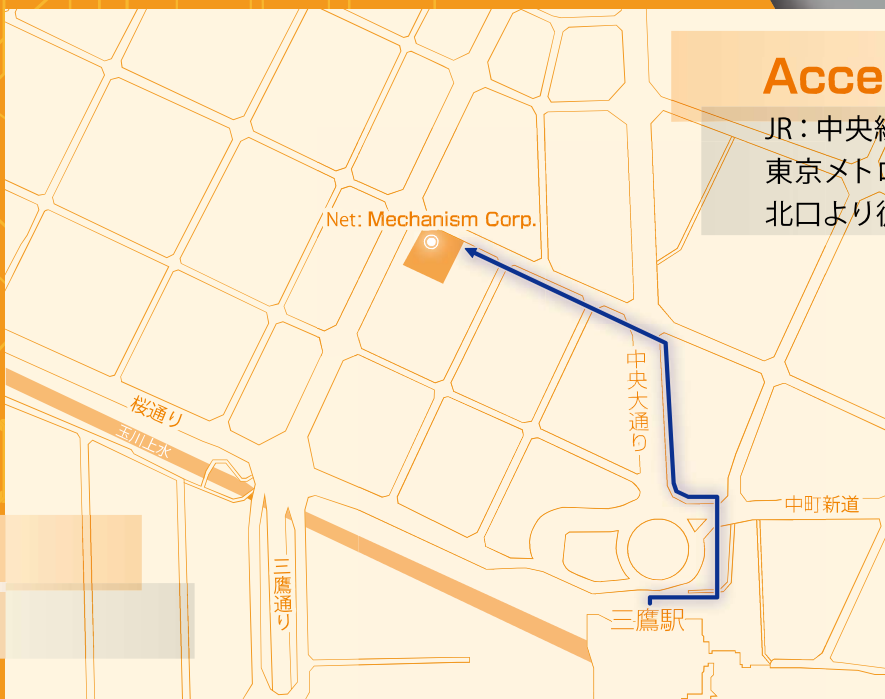 Acce
JR：中央線
東京メトロ
北口より徒
Net: Mechanism Corp.
中央大通り
桜通り
玉川上水
中町新道
三鷹通り
三鷹駅